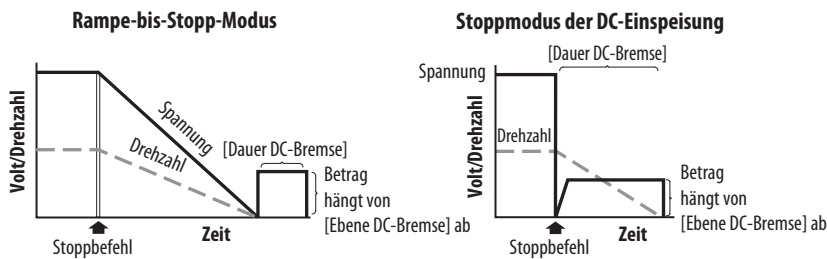 Rampe-bis-Stopp-Modus
Volt/Drehzahl
Spannung
Drehzahl
[Dauer DC-Bremse]
Betrag
hängt von
[Ebene DC-Bremse] ab
Zeit
Stoppbefehl
Stoppmodus der DC-Einspeisung
[Dauer DC-Bremse]
Spannung
Volt/Drehzahl
Drehzahl
Betrag
hängt von
[Ebene DC-Bremse] ab
Zeit
Stoppbefehl